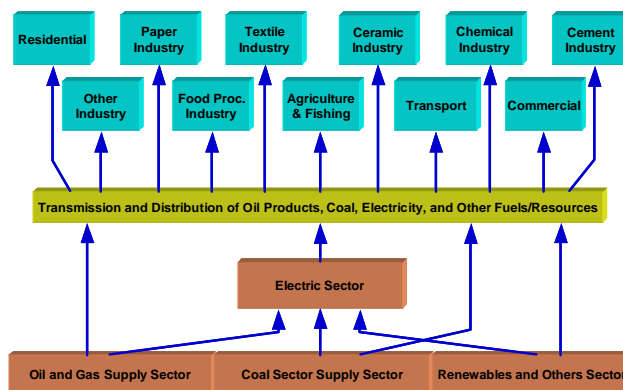 Residential
Paper
Industry
Textile
Industry
Ceramic
Industry
Chemical
Industry
Cement
Industry
Other
Industry
Food Proc.
Industry
Agriculture
& Fishing
Transport
Commercial
Transmission and Distribution of Oil Products, Coal, Electricity, and Other Fuels/Resources
Electric Sector
Oil and Gas Supply Sector
Coal Sector Supply Sector
Renewables and Others Sector